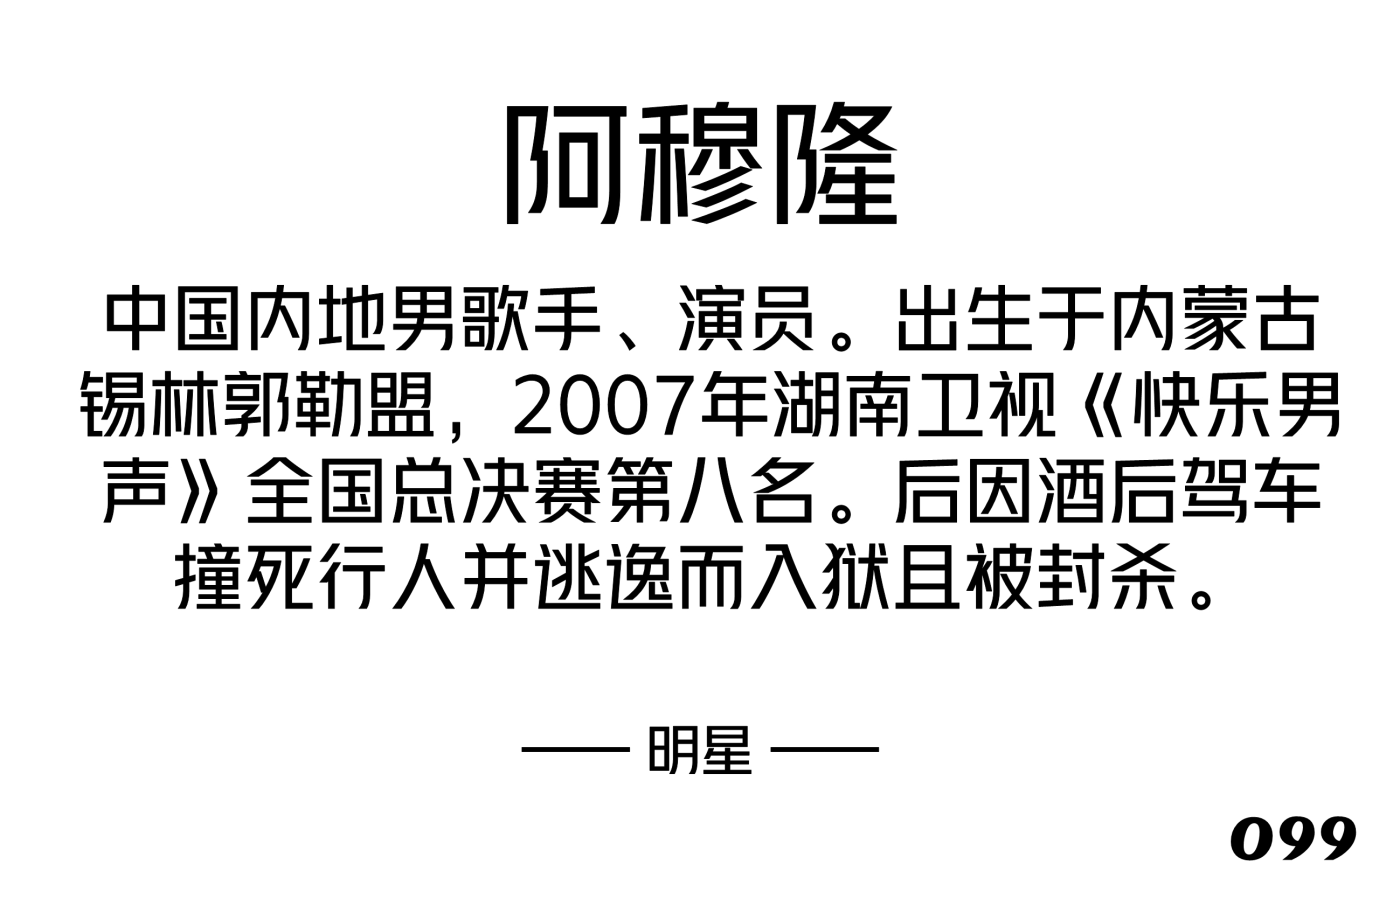 阿穆隆
中国内地男歌手、演员。出生于内蒙古
锡林郭勒盟，2007年湖南卫视《快乐男
声》全国总决赛第八名。后因酒后驾车
撞死行人并逃逸而入狱且被封杀。
—— 明星 ——
099